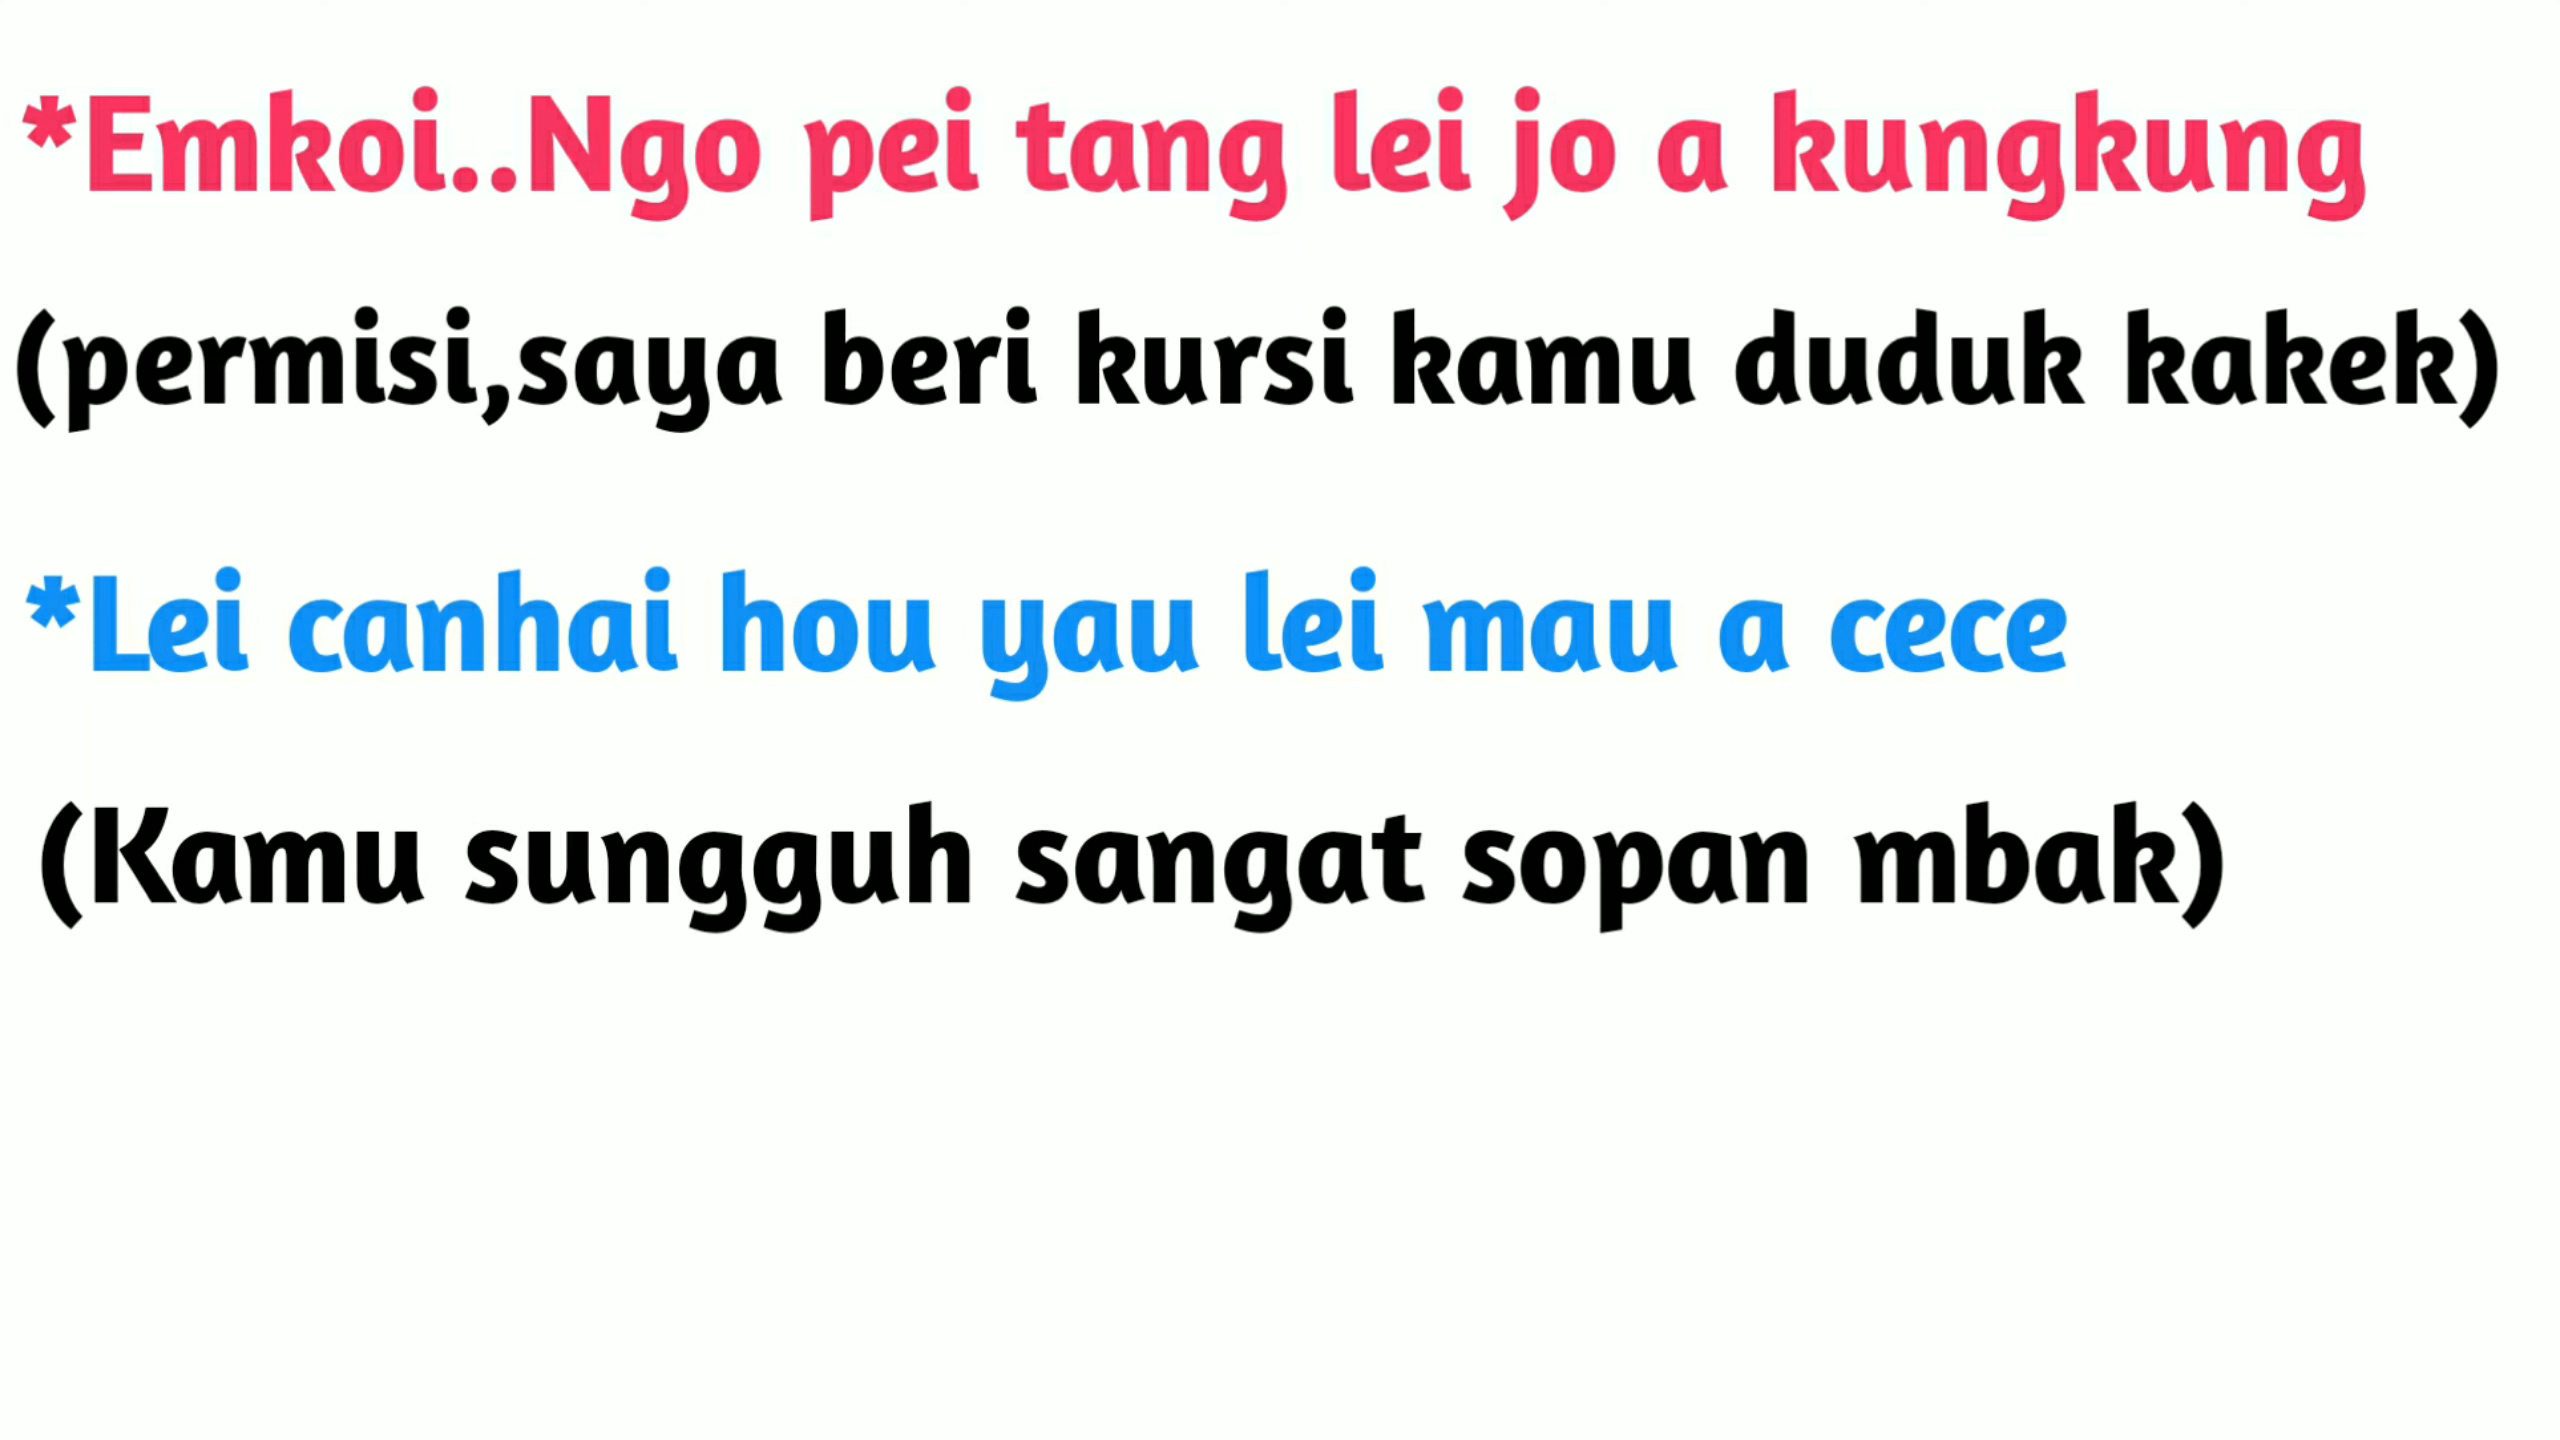 *Emkoi..Ngo pei tang lei jo a kungkung
(permisi,saya beri kursi kamu duduk kakek)
*Lei canhai hou yau lei mau a cece
(Kamu sungguh sangat sopan mbak)